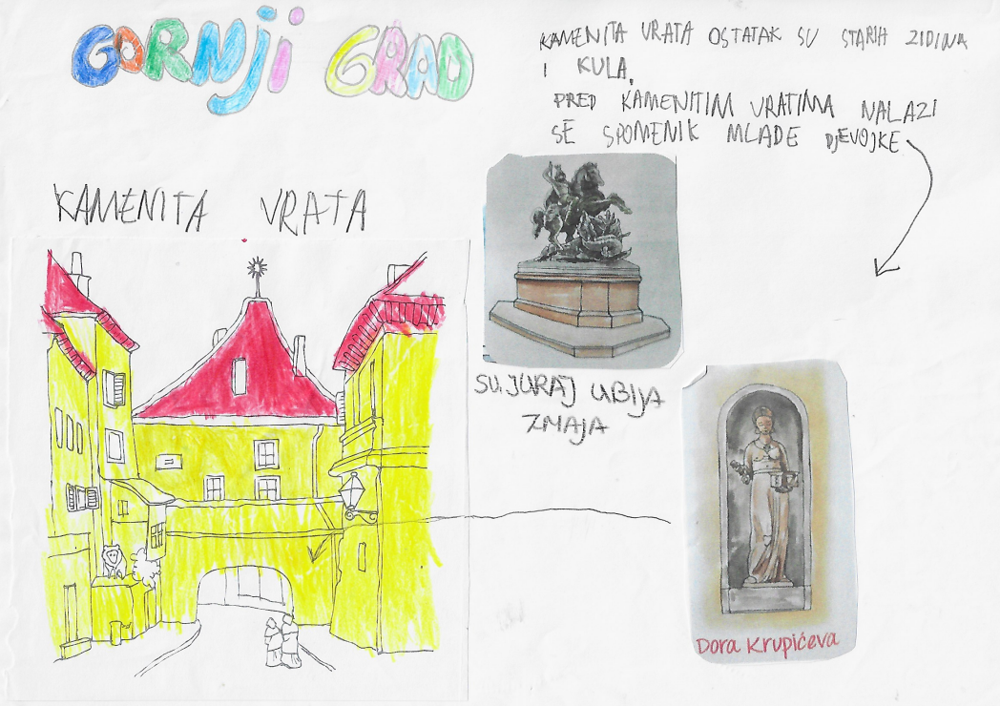 GORNJI GRAD
KAMENITA VRATA OSTATAK SU STARIH ZIDINA
I KULA.
PRED KAMENITIM VRATIMA NALAZI
SE SPOMENIK MLADE DJEVOJKE
KAMENITA VRATA
SV. JURAJ UBIJA
ZMAJA
Dora Krupićeva